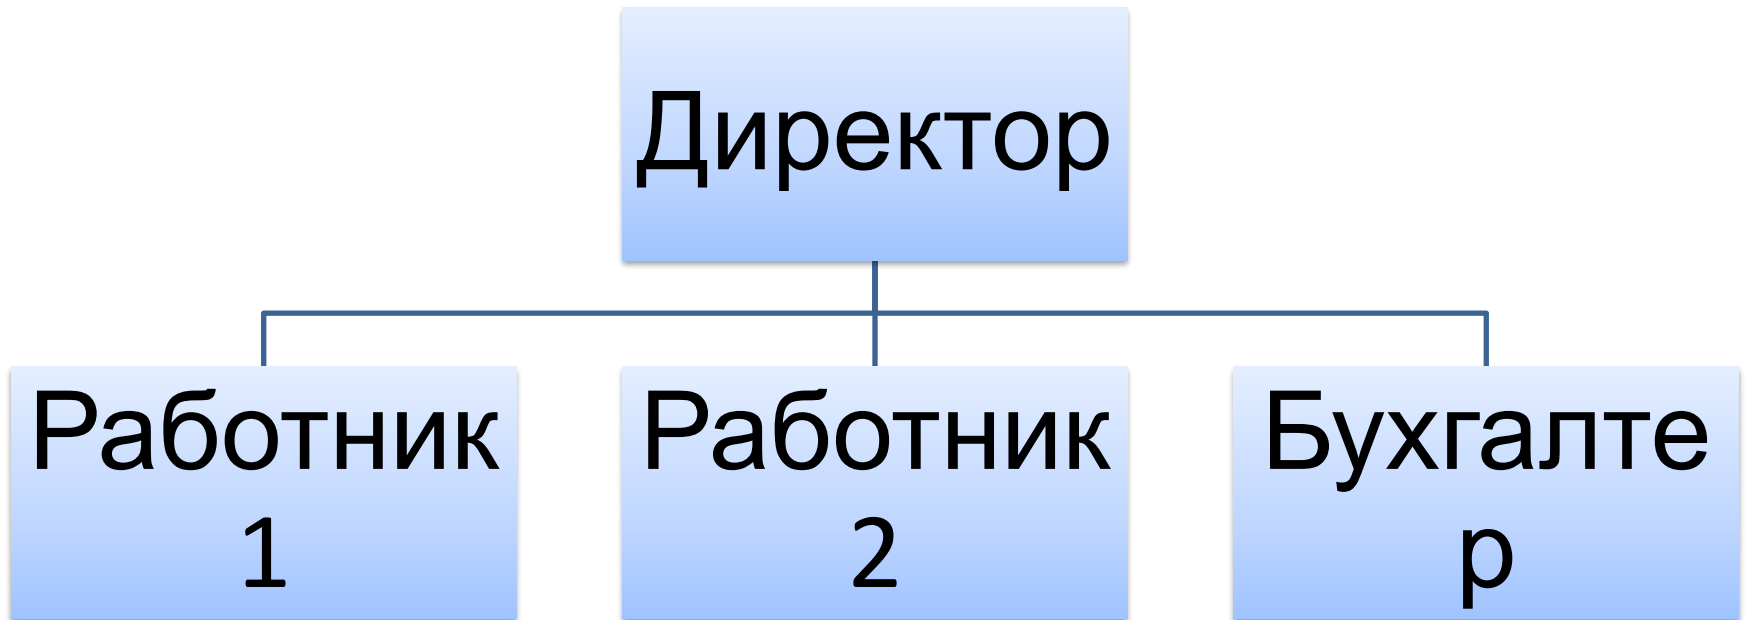 Директор
Работник
1
Работник
2
Бухгалте
р